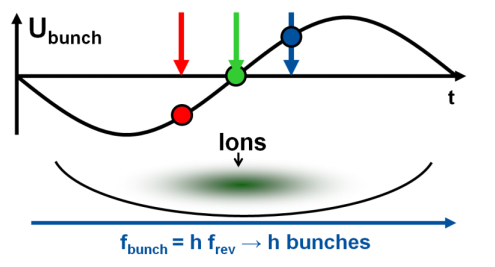 U_bunch
t
Ions
f_bunch = h f_rev → h bunches